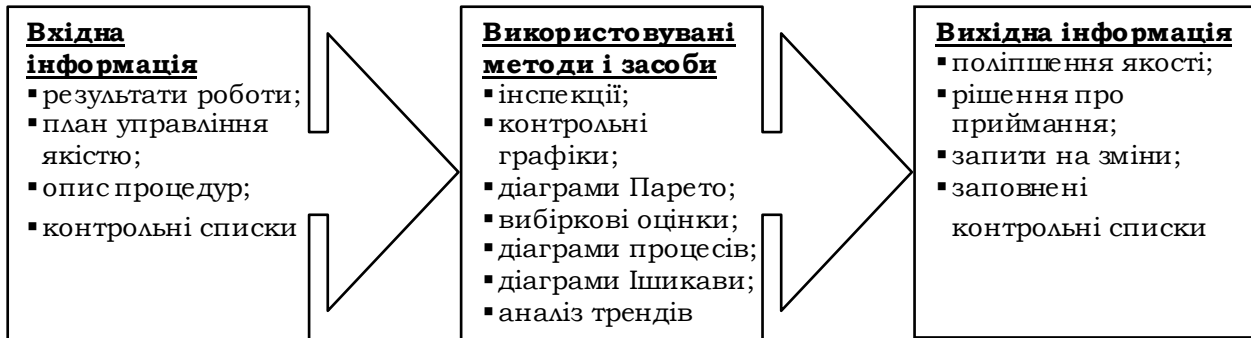 Вхідна
інформація
▪ результати роботи;
▪ план управління
якістю;
▪ опис процедур;
▪ контрольні списки
Використовувані
методи і засоби
▪ інспекції;
▪ контрольні
графіки;
▪ діаграми Парето;
▪ вибіркові оцінки;
▪ діаграми процесів;
▪ діаграми Ішикави;
▪ аналіз трендів
Вихідна інформація
▪ поліпшення якості;
▪ рішення про
приймання;
▪ запити на зміни;
▪ заповнені
контрольні списки